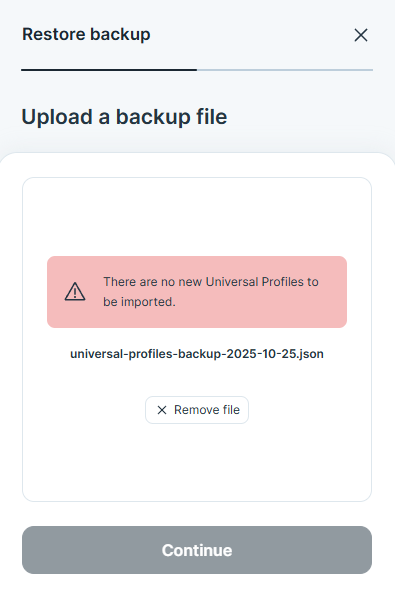 Restore backup
Upload a backup file
There are no new Universal Profiles to
be imported.
universal-profiles-backup-2025-10-25.json
Remove file
Continue